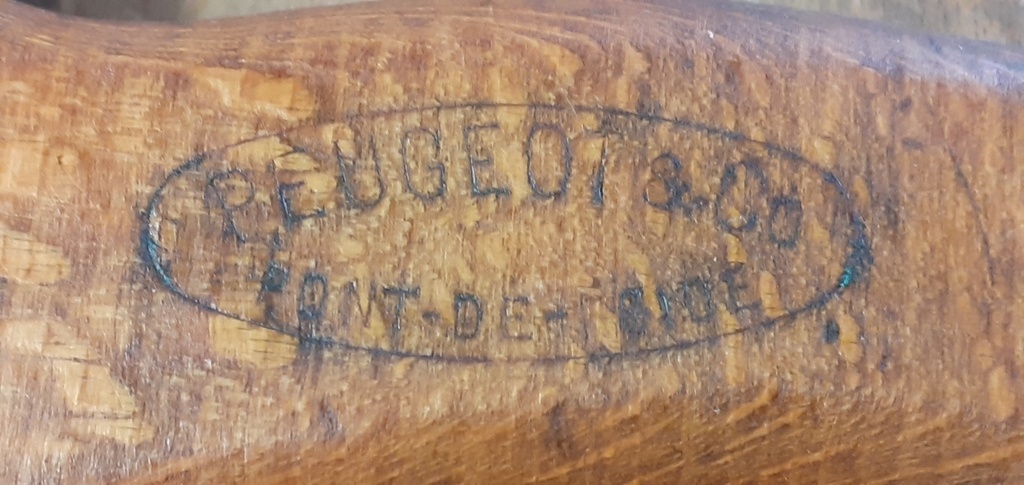 PEUGEOT & Co
PONT-DE-ROIDE